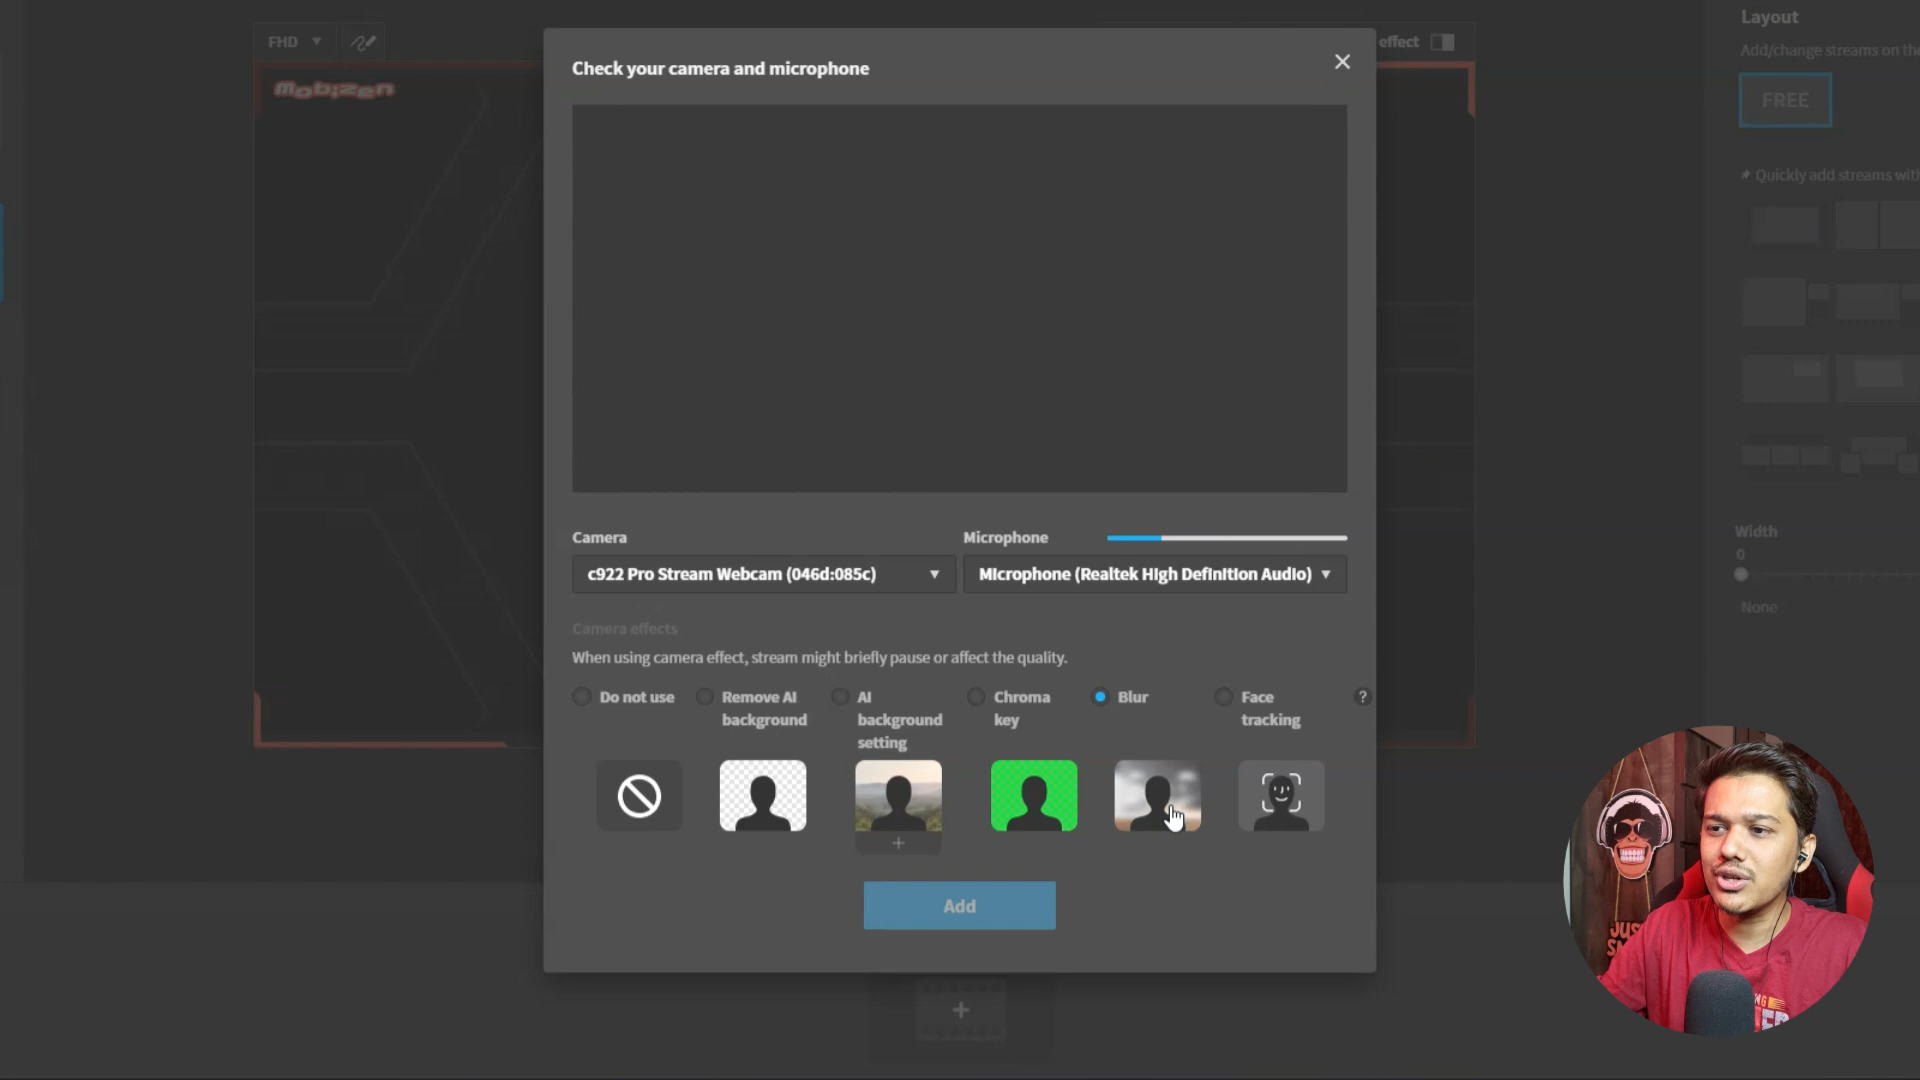 Layout
FHD
effect
Check your camera and microphone
Add/change streams on the
mobizen
FREE
Quickly add streams with
Camera
Microphone
Width
0
c922 Pro Stream Webcam (046d:085c)
Microphone (Realtek High Definition Audio)
None
Camera effects
When using camera effect, stream might briefly pause or affect the quality.
Do not use
Remove AI
background
AI
background
setting
Chroma
key
Blur
Face
tracking
?
Add